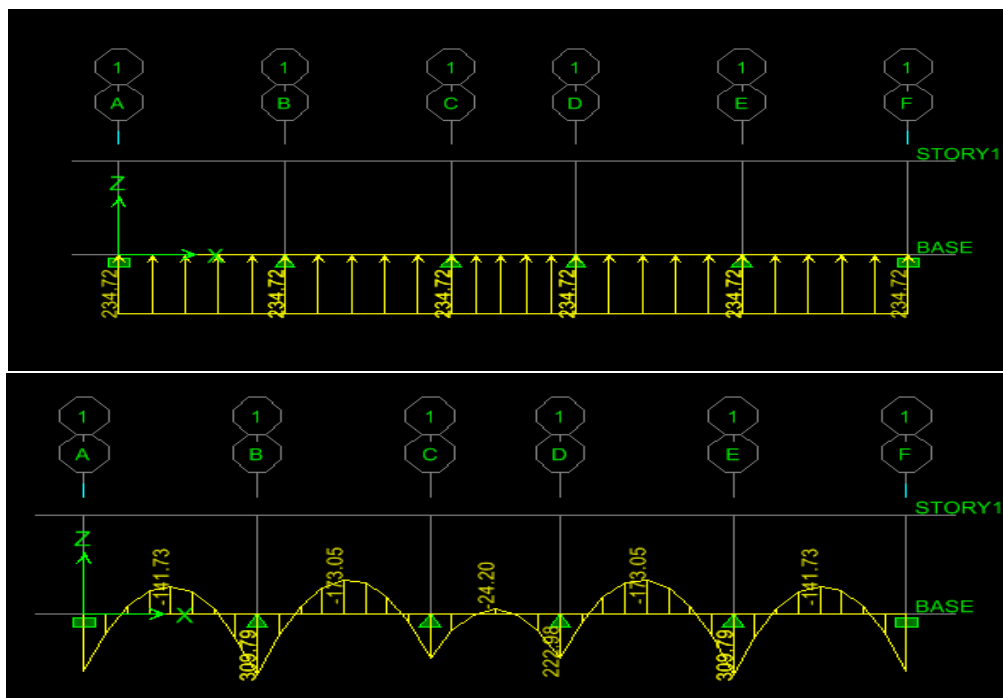 1 1 1 1 1 1
A B C D E F
STORY1
Z
X
BASE
234.72 234.72 234.72 234.72 234.72 234.72
1 1 1 1 1 1
A B C D E F
STORY1
Z
-141.73 -173.05 -24.20 -173.05 -141.73
X
BASE
309.79 222.98 309.79